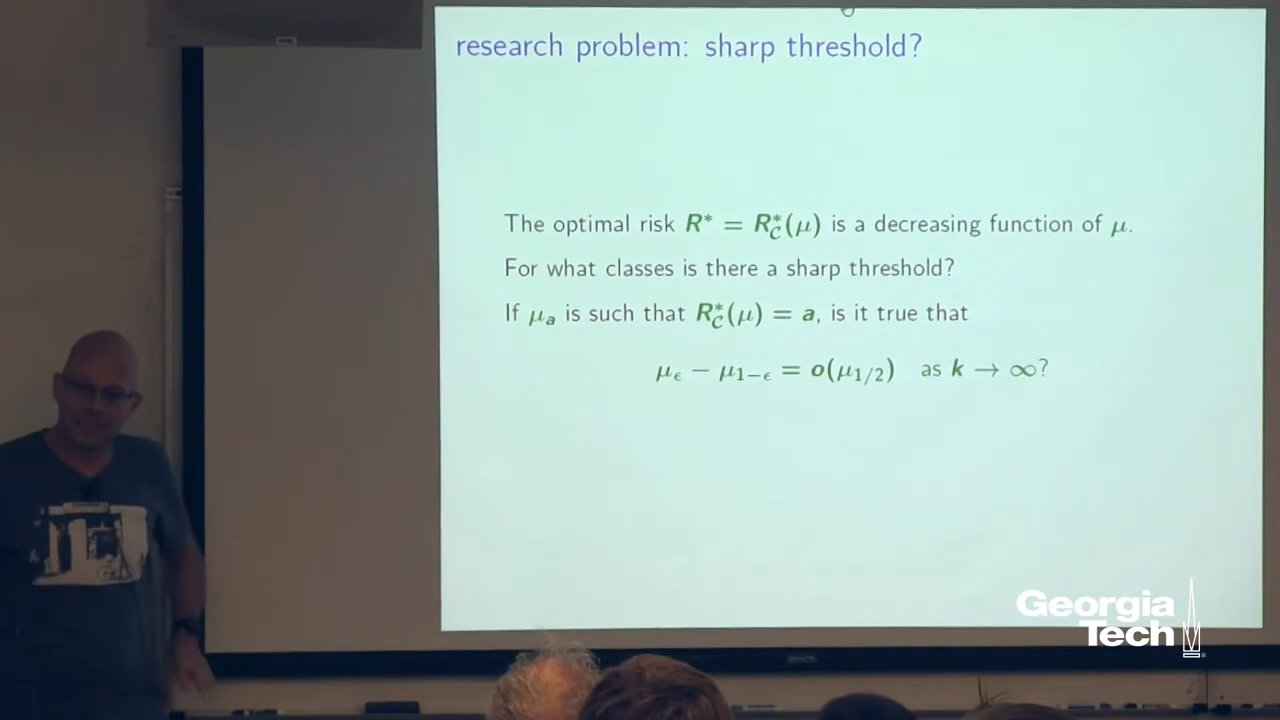 research problem: sharp threshold?
The optimal risk R* = R*_C(μ) is a decreasing function of μ.
For what classes is there a sharp threshold?
If μ_a is such that R*_C(μ) = a, is it true that
μ_ϵ − μ_{1−ϵ} = o(μ_{1/2}) as k → ∞?
Georgia
Tech